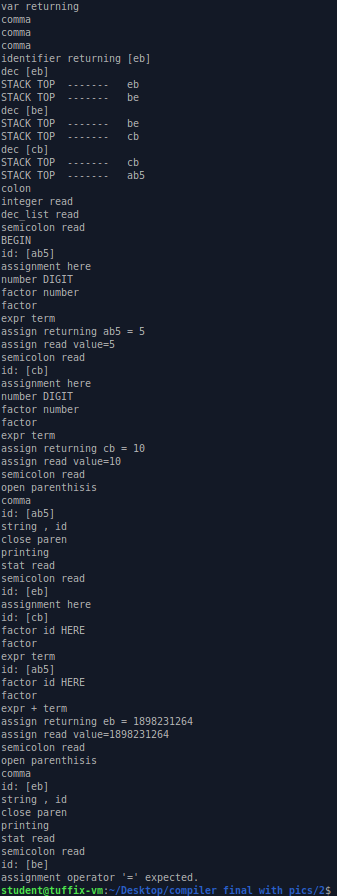 var returning
comma
comma
comma
identifier returning [eb]
dec [eb]
STACK TOP  -------   eb
STACK TOP  -------   be
dec [be]
STACK TOP  -------   be
STACK TOP  -------   cb
dec [cb]
STACK TOP  -------   cb
STACK TOP  -------   ab5
colon
integer read
dec_list read
semicolon read
BEGIN
id: [ab5]
assignment here
number DIGIT
factor number
factor
expr term
assign returning ab5 = 5
assign read value=5
semicolon read
id: [cb]
assignment here
number DIGIT
factor number
factor
expr term
assign returning cb = 10
assign read value=10
semicolon read
open parenthisis
comma
id: [ab5]
string , id
close paren
printing
stat read
semicolon read
id: [eb]
assignment here
id: [cb]
factor id HERE
factor
expr term
id: [ab5]
factor id HERE
factor
expr + term
assign returning eb = 1898231264
assign read value=1898231264
semicolon read
open parenthisis
comma
id: [eb]
string , id
close paren
printing
stat read
semicolon read
id: [be]
assignment operator '=' expected.
student@tuffix-vm:~/Desktop/compiler final with pics/2$